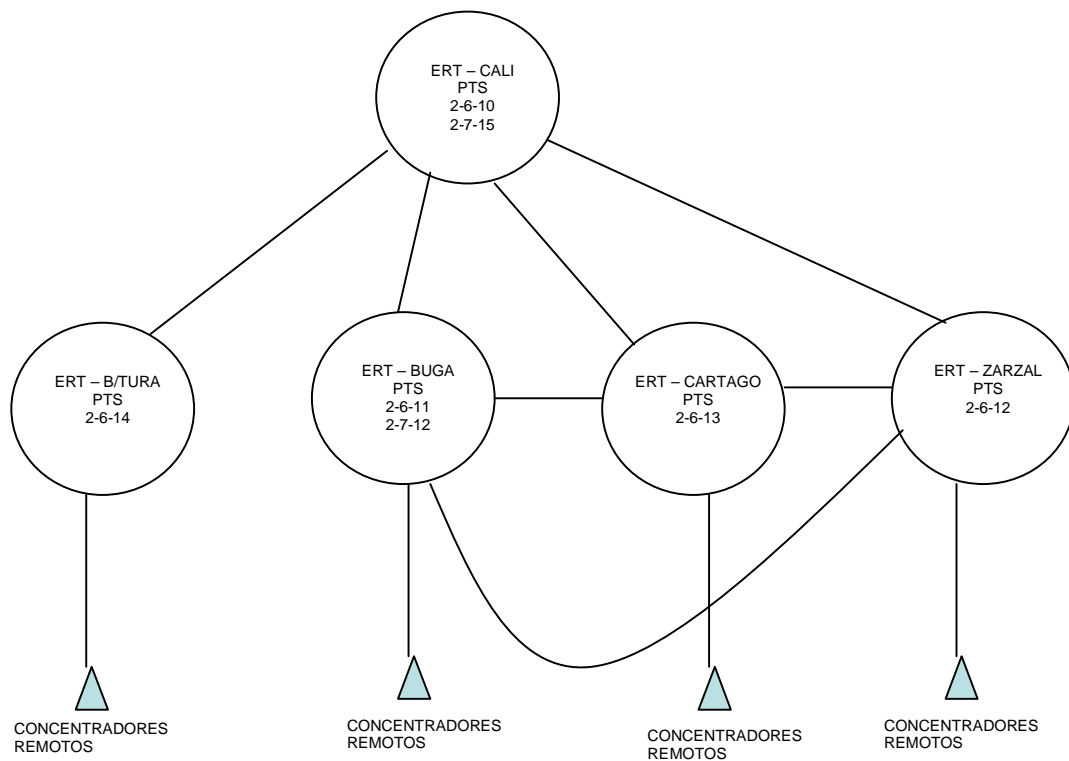 ERT – CALI
PTS
2-6-10
2-7-15
ERT – B/TURA
PTS
2-6-14
ERT – BUGA
PTS
2-6-11
2-7-12
ERT – CARTAGO
PTS
2-6-13
ERT – ZARZAL
PTS
2-6-12
CONCENTRADORES
REMOTOS
CONCENTRADORES
REMOTOS
CONCENTRADORES
REMOTOS
CONCENTRADORES
REMOTOS